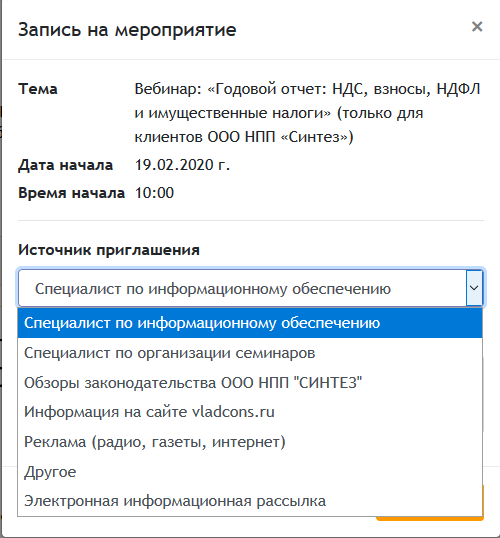 Запись на мероприятие
×
Тема
Вебинар: «Годовой отчет: НДС, взносы, НДФЛ
и имущественные налоги» (только для
клиентов ООО НПП «Синтез»)
Дата начала 19.02.2020 г.
Время начала 10:00
Источник приглашения
Специалист по информационному обеспечению
Специалист по информационному обеспечению
Специалист по организации семинаров
Обзоры законодательства ООО НПП "СИНТЕЗ"
Информация на сайте vladcons.ru
Реклама (радио, газеты, интернет)
Другое
Электронная информационная рассылка